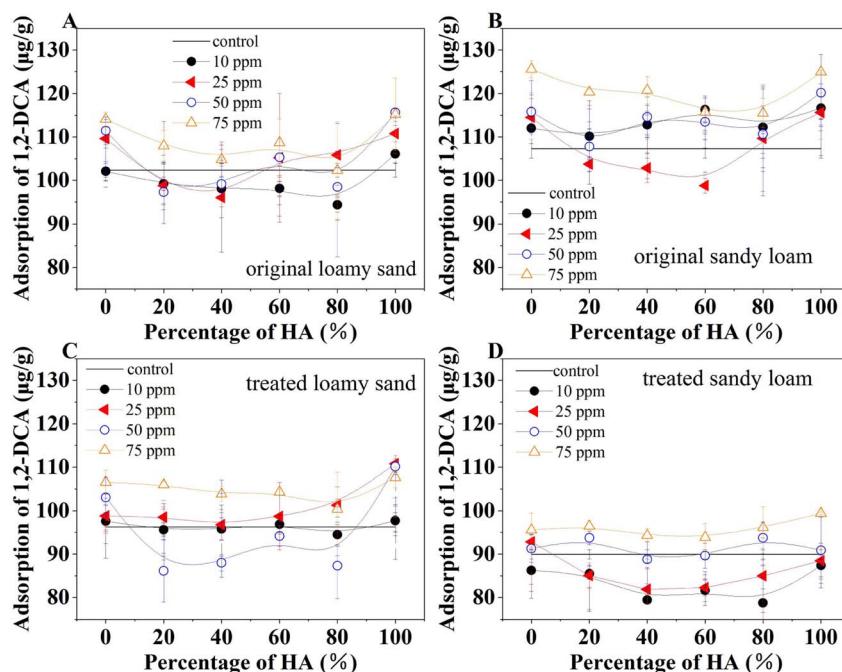 A
Adsorption of 1,2-DCA (μg/g)
130
120
110
100
90
80
control
10 ppm
25 ppm
50 ppm
75 ppm
original loamy sand
0 20 40 60 80 100
Percentage of HA (%)
B
Adsorption of 1,2-DCA (μg/g)
130
120
110
100
90
80
control
10 ppm
25 ppm
50 ppm
75 ppm
original sandy loam
0 20 40 60 80 100
Percentage of HA (%)
C
Adsorption of 1,2-DCA (μg/g)
130
120
110
100
90
80
control
10 ppm
25 ppm
50 ppm
75 ppm
treated loamy sand
0 20 40 60 80 100
Percentage of HA (%)
D
Adsorption of 1,2-DCA (μg/g)
130
120
110
100
90
80
control
10 ppm
25 ppm
50 ppm
75 ppm
treated sandy loam
0 20 40 60 80 100
Percentage of HA (%)